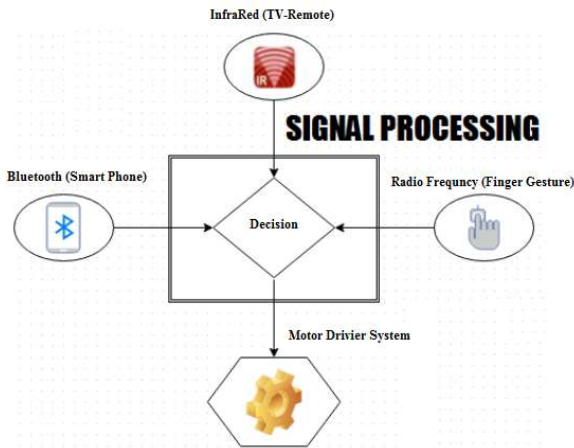 InfraRed (TV-Remote)
IR
SIGNAL PROCESSING
Bluetooth (Smart Phone)
Radio Frequncy (Finger Gesture)
Decision
Motor Drivier System